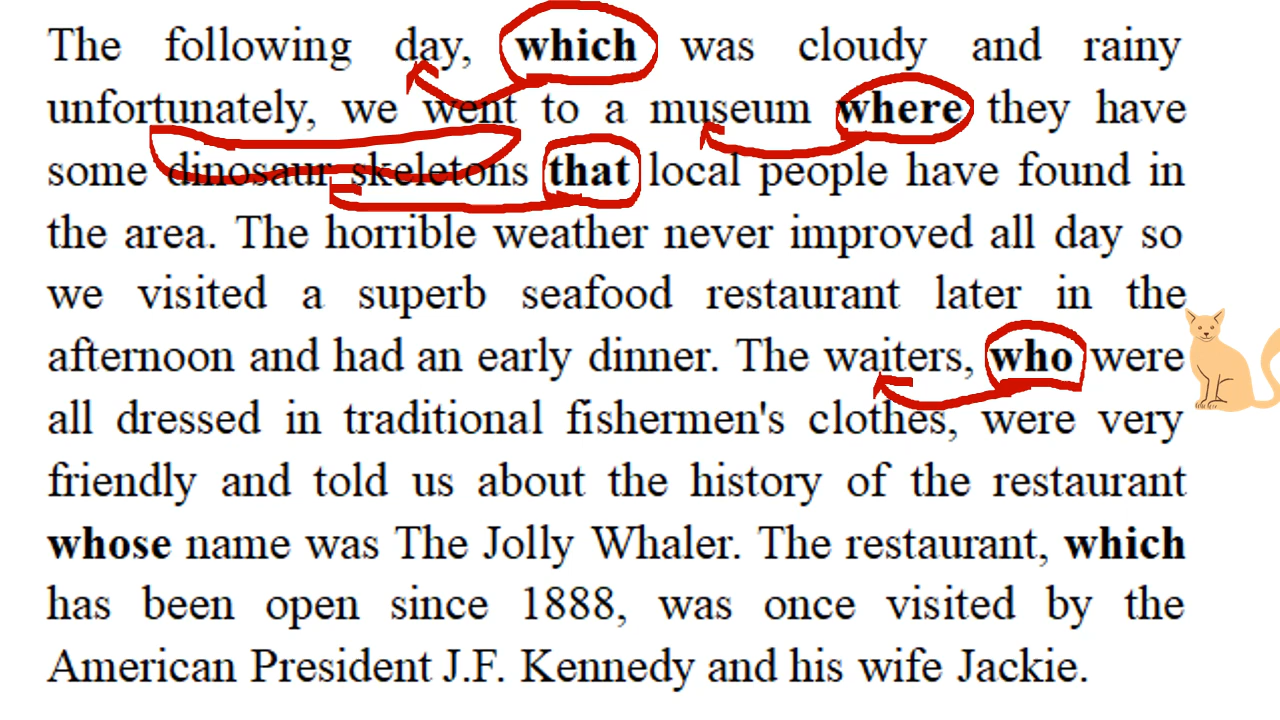 The following day, which was cloudy and rainy
unfortunately, we went to a museum where they have
some dinosaur skeletons that local people have found in
the area. The horrible weather never improved all day so
we visited a superb seafood restaurant later in the
afternoon and had an early dinner. The waiters, who were
all dressed in traditional fishermen's clothes, were very
friendly and told us about the history of the restaurant
whose name was The Jolly Whaler. The restaurant, which
has been open since 1888, was once visited by the
American President J.F. Kennedy and his wife Jackie.